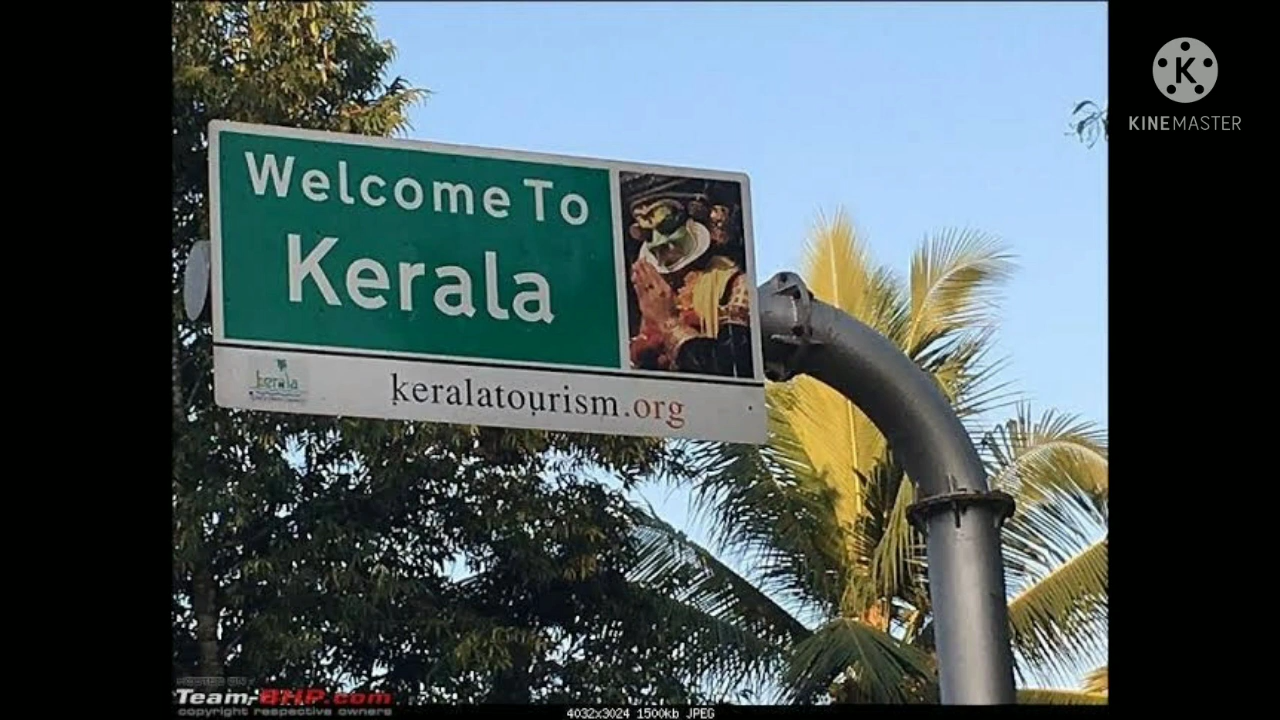 KINEMASTER
Welcome To
Kerala
kerala
keralatourism.org
Team-BHP.com
copyright respective owners
4032x3024 1500kb JPEG